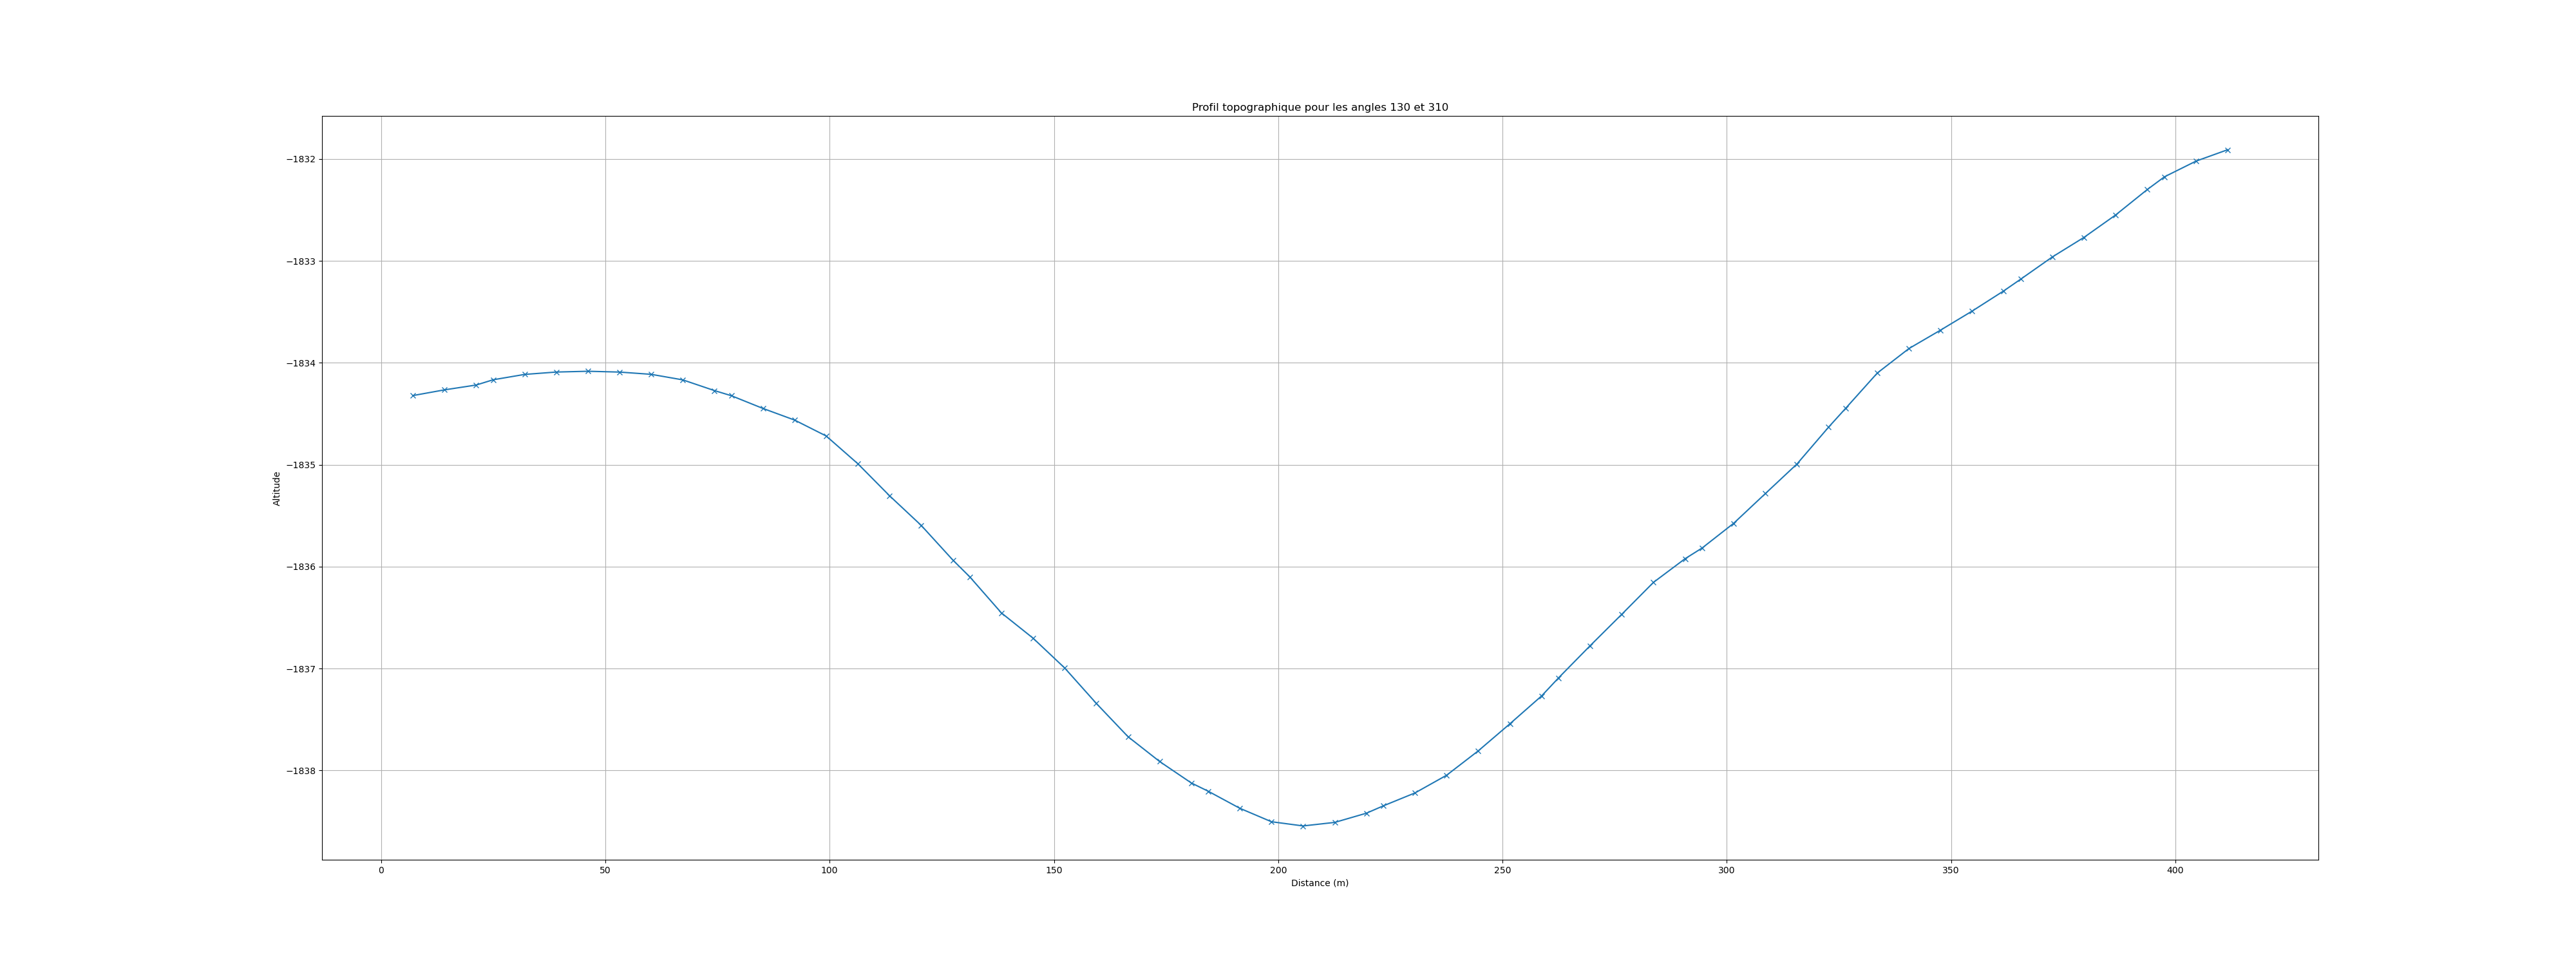 Profil topographique pour les angles 130 et 310
Altitude
−1832
−1833
−1834
−1835
−1836
−1837
−1838
0 50 100 150 200 250 300 350 400
Distance (m)